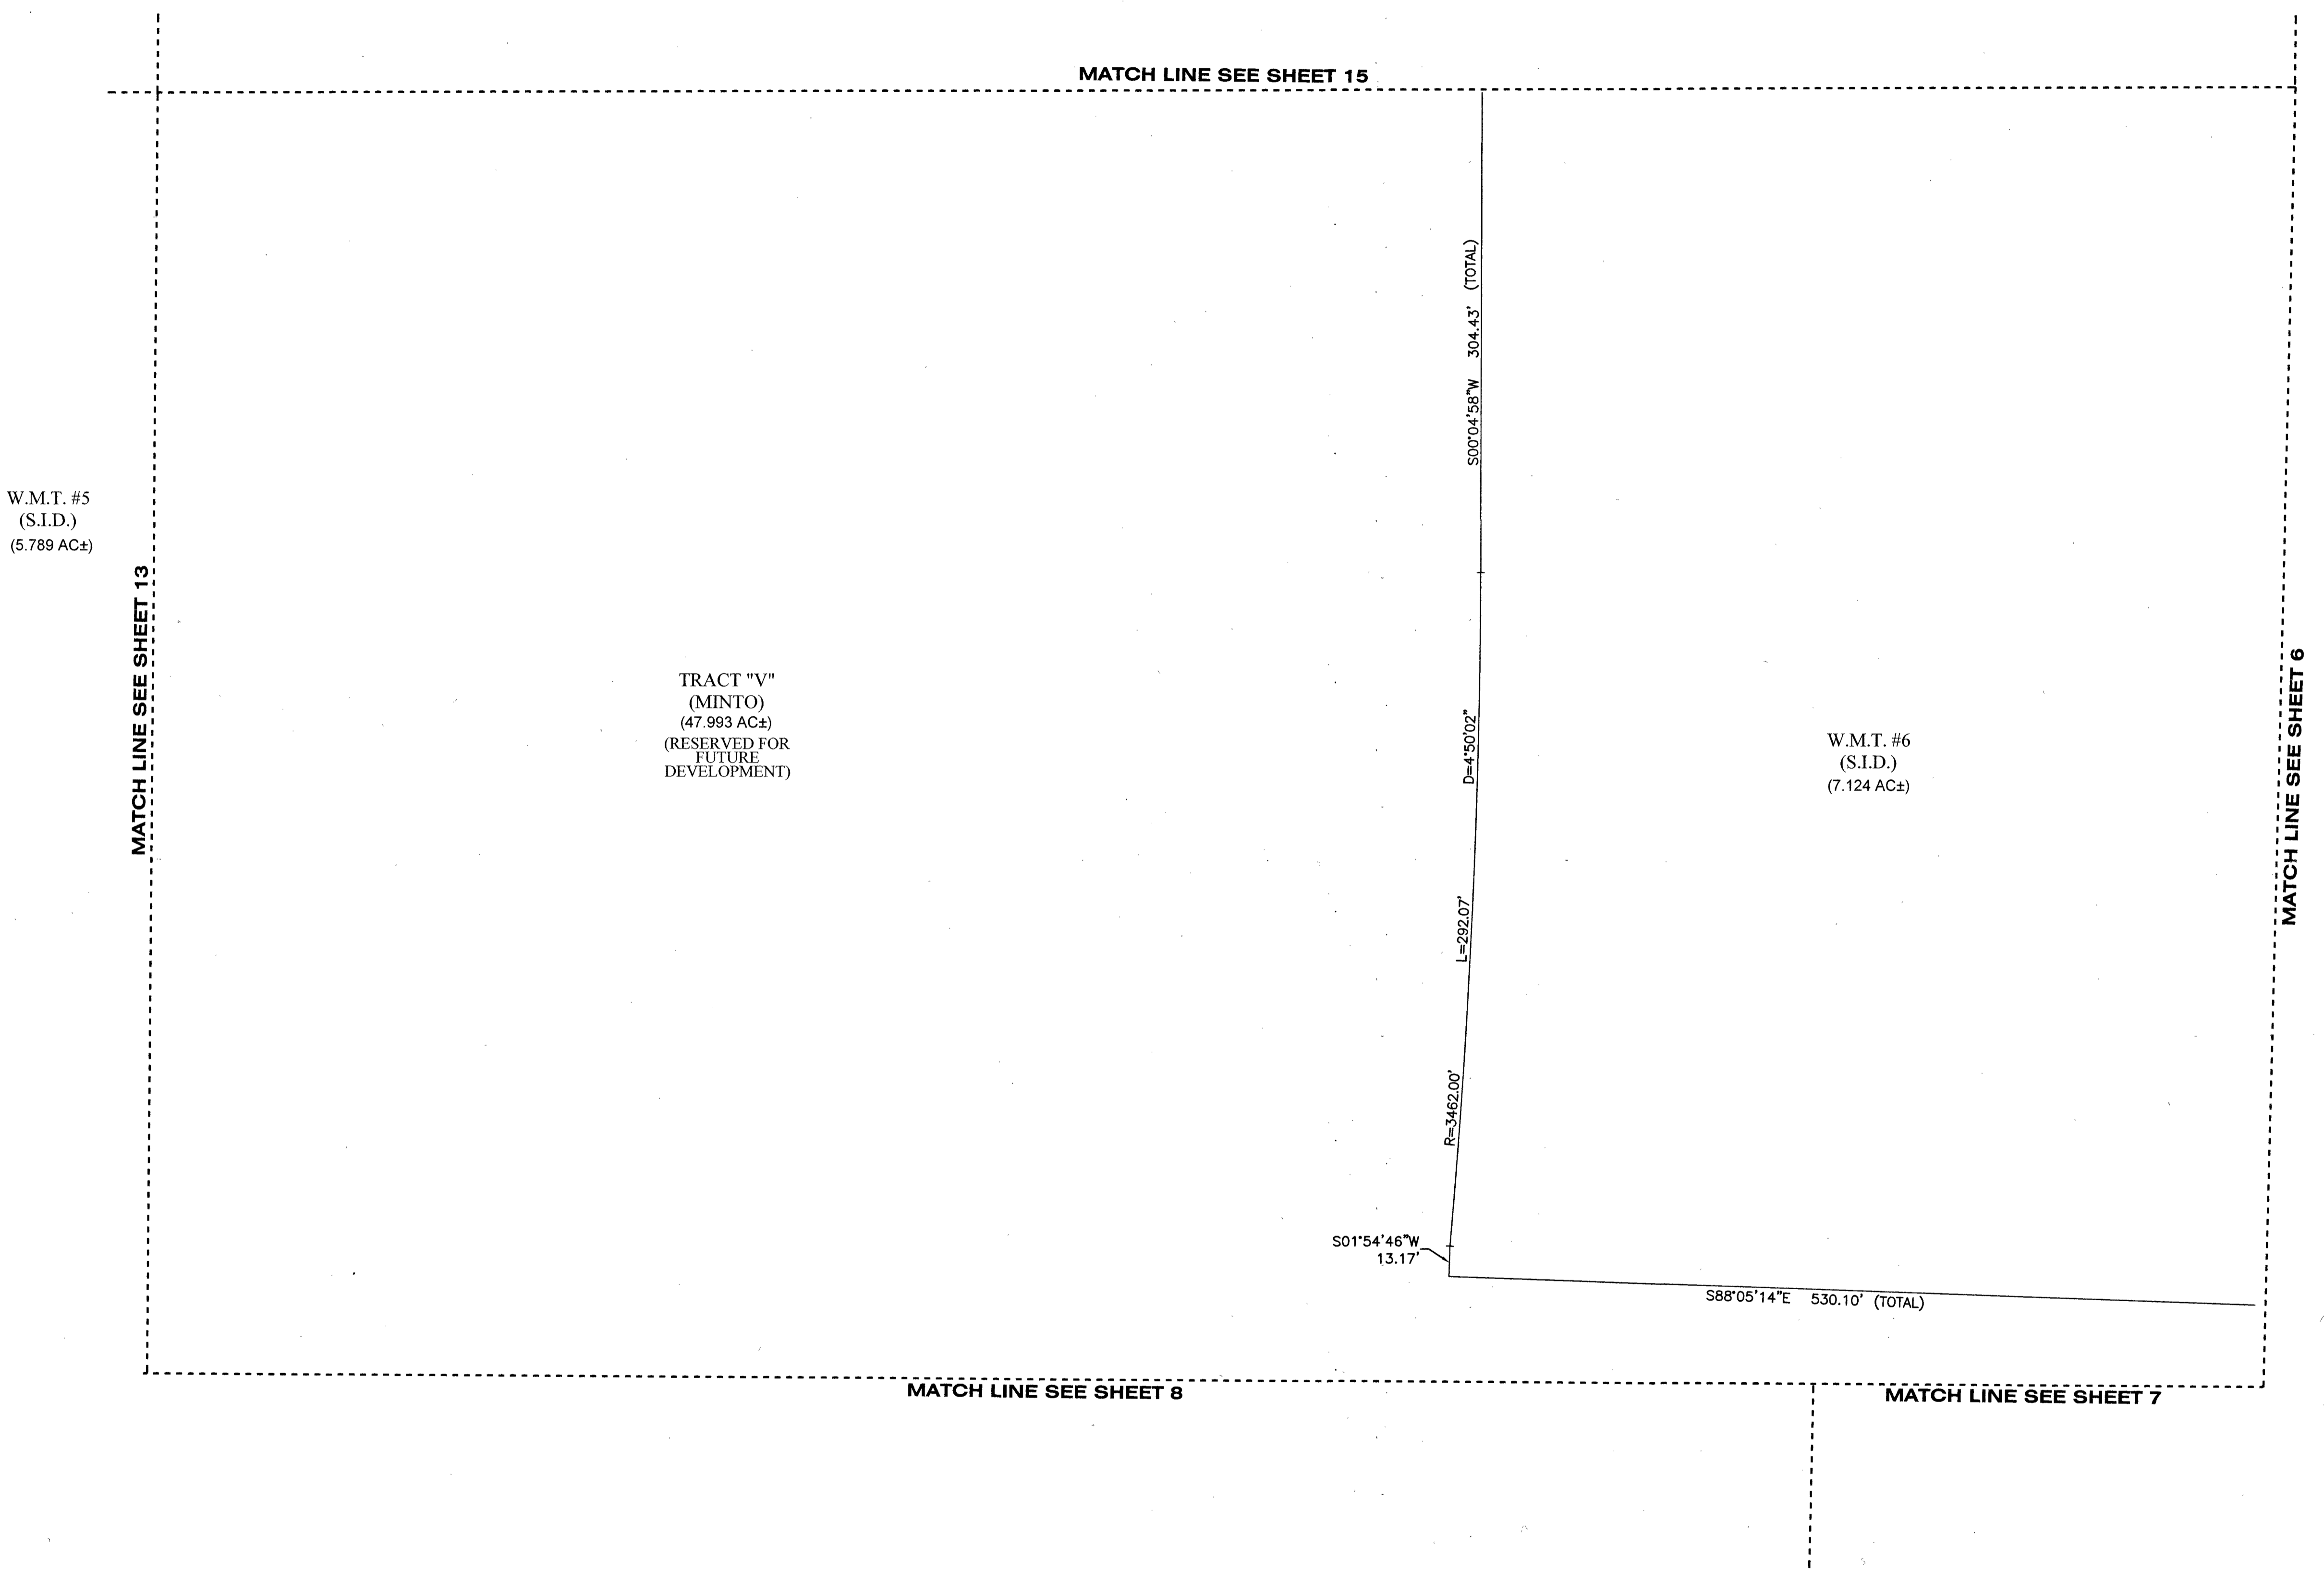 MATCH LINE SEE SHEET 15
S00°04'58"W 304.43' (TOTAL)
W.M.T. #5
(S.I.D.)
(5.789 AC±)
MATCH LINE SEE SHEET 13
TRACT "V"
(MINTO)
(47.993 AC±)
(RESERVED FOR
FUTURE
DEVELOPMENT)
D=4°50'02"
L=292.07'
R=3462.00'
W.M.T. #6
(S.I.D.)
(7.124 AC±)
MATCH LINE SEE SHEET 6
S01°54'46"W
13.17'
S88°05'14"E 530.10' (TOTAL)
MATCH LINE SEE SHEET 8
MATCH LINE SEE SHEET 7